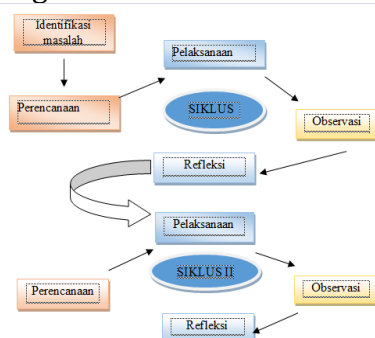 Identifikasi
masalah
Pelaksanaan
Perencanaan
SIKLUS
Observasi
Refleksi
Pelaksanaan
SIKLUS II
Perencanaan
Observasi
Refleksi